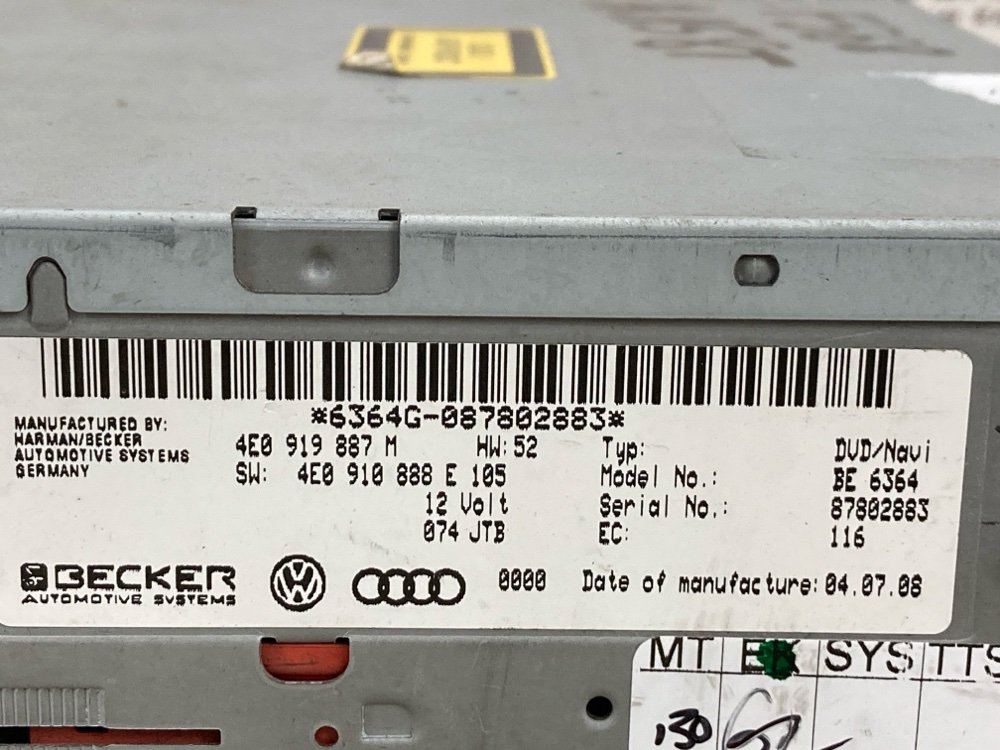 *6364G-087802883*
MANUFACTURED BY:
HARMAN/BECKER
AUTOMOTIVE SYSTEMS
GERMANY
4E0 919 887 M HW:52
SW: 4E0 910 888 E 105
12 Volt
074 JTB
Typ: DVD/Navi
Model No.: BE 6364
Serial No.: 87802883
EC: 116
BECKER
AUTOMOTIVE SYSTEMS
0000 Date of manufacture:04.07.08
MT EK SYS TTS
130